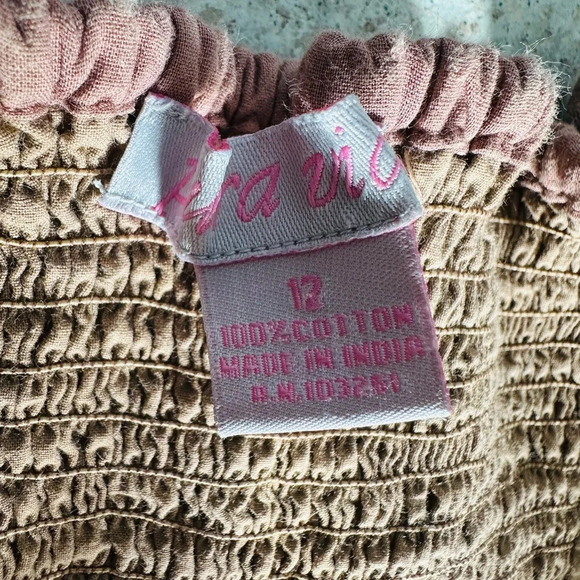 12
100%COTTON
MADE IN INDIA
R.N.103261